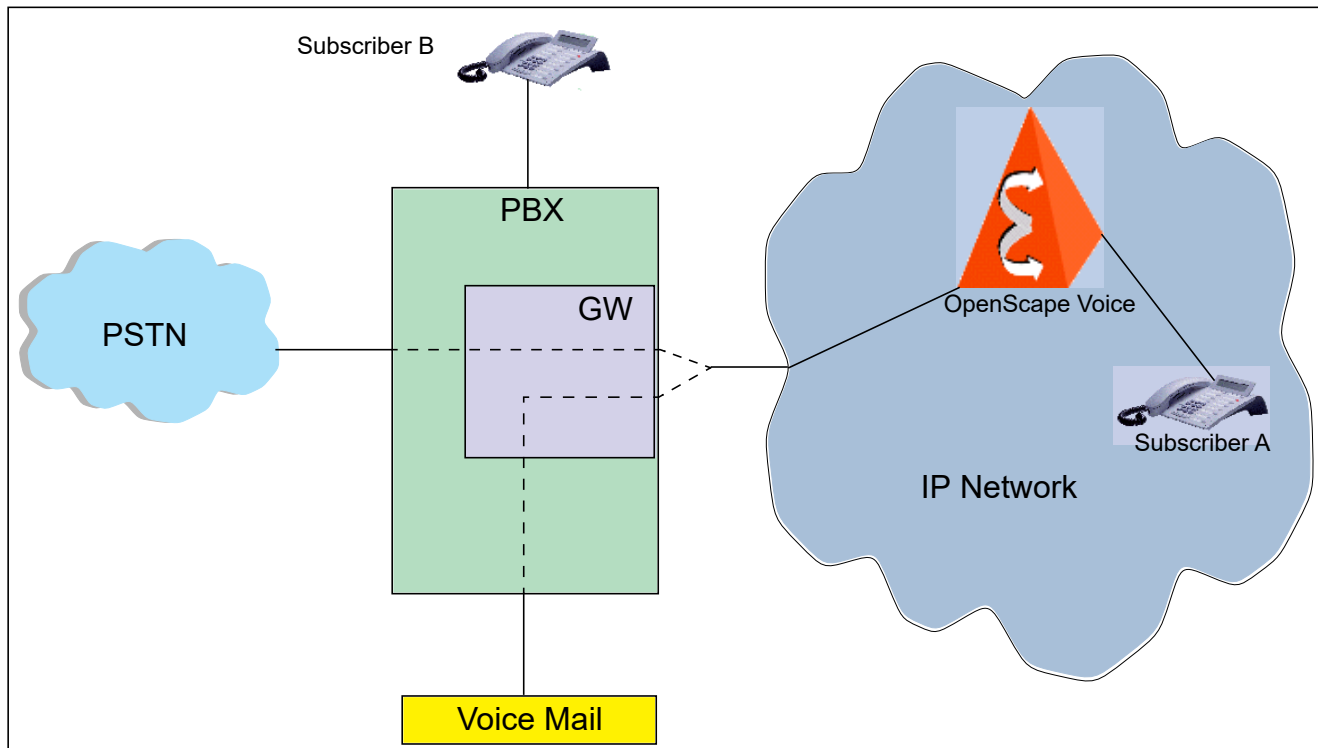 Subscriber B
PBX
GW
PSTN
OpenScape Voice
Subscriber A
IP Network
Voice Mail